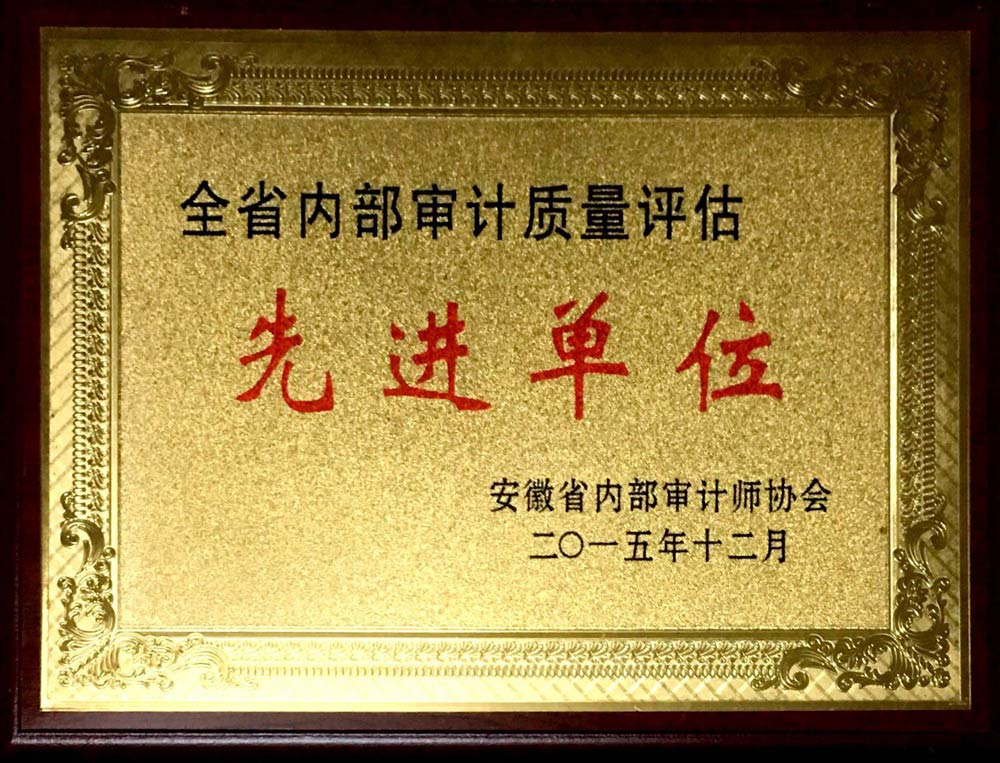 全省内部审计质量评估
先进单位
安徽省内部审计师协会
二〇一五年十二月